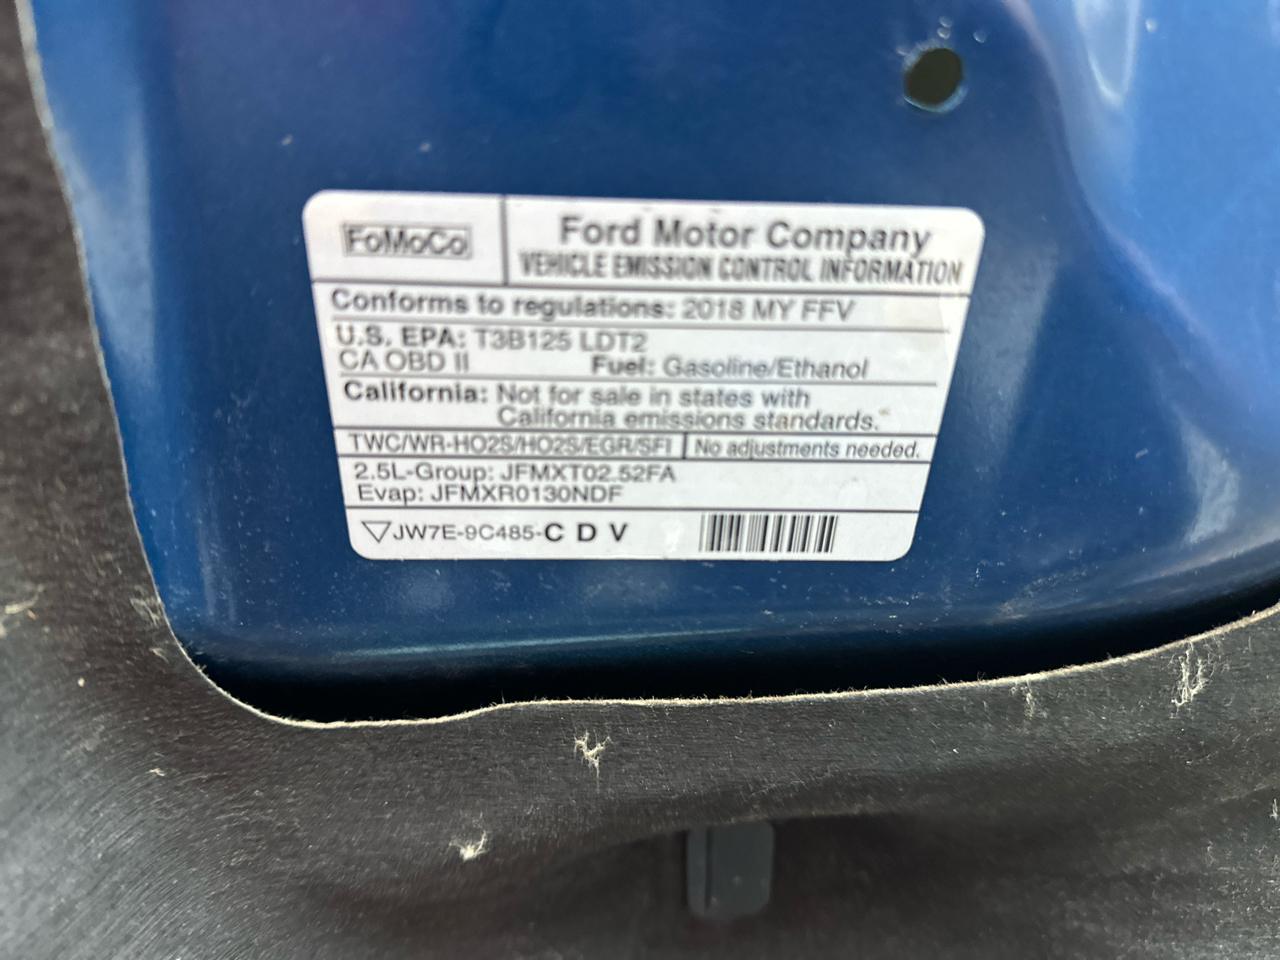 FoMoCo
Ford Motor Company
VEHICLE EMISSION CONTROL INFORMATION
Conforms to regulations: 2018 MY FFV
U.S. EPA: T3B125 LDT2
CA OBD II Fuel: Gasoline/Ethanol
California: Not for sale in states with
California emissions standards.
TWC/WR-HO2S/HO2S/EGR/SFI No adjustments needed.
2.5L-Group: JFMXT02.52FA
Evap: JFMXR0130NDF
JW7E-9C485-C D V